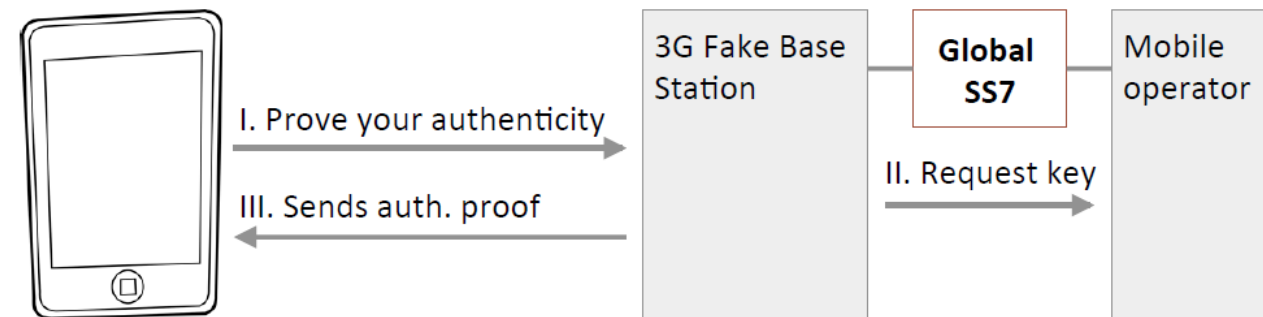 3G Fake Base
Station
Global
SS7
Mobile
operator
I. Prove your authenticity
II. Request key
III. Sends auth. proof